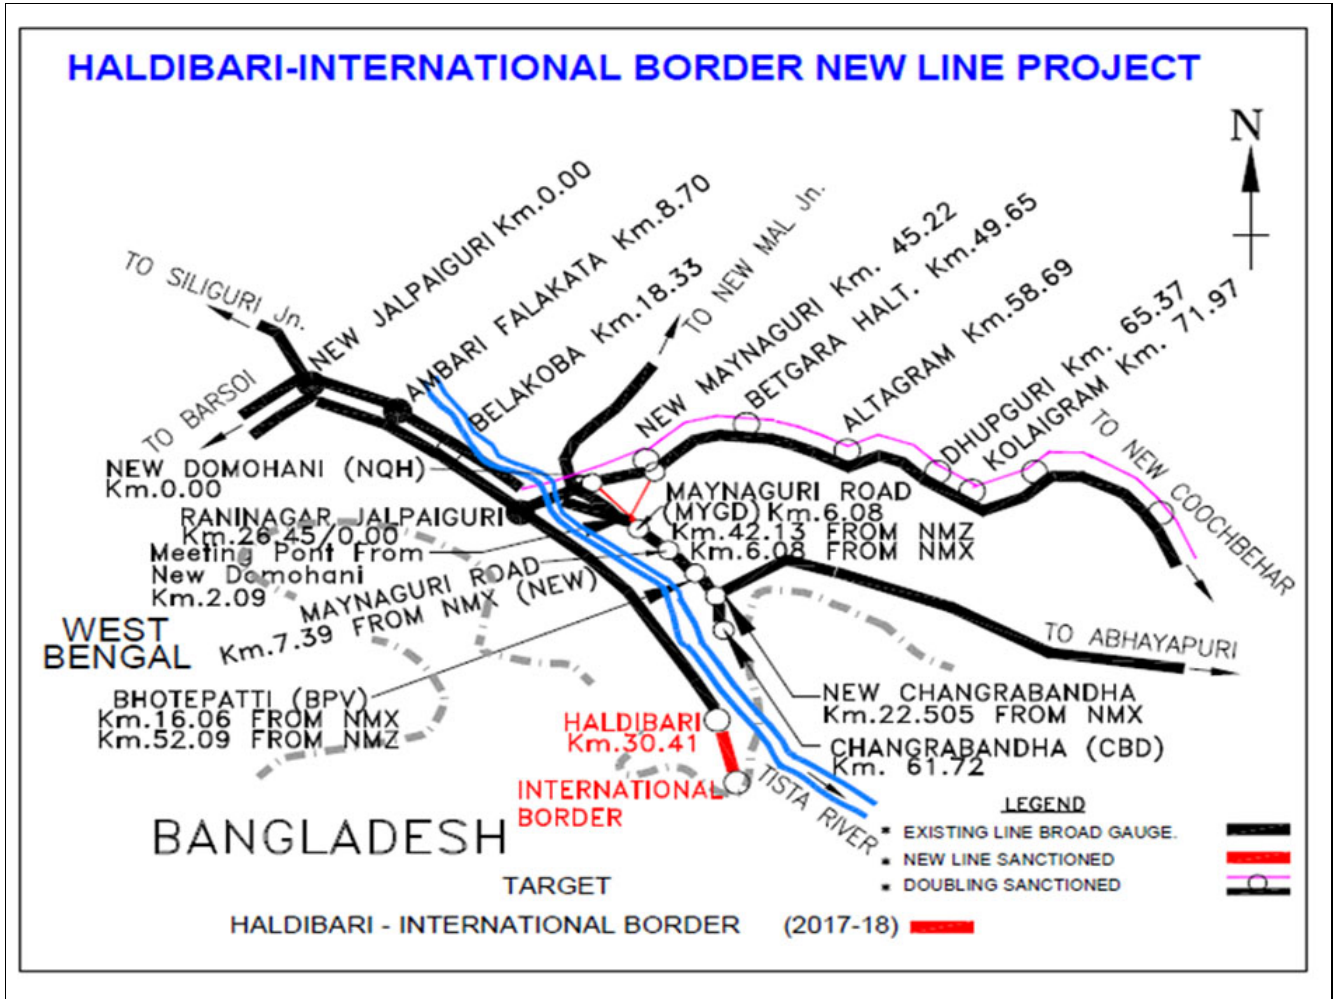 HALDIBARI-INTERNATIONAL BORDER NEW LINE PROJECT
N
TO SILIGURI Jn.
NEW JALPAIGURI Km.0.00
AMBARI FALAKATA Km.8.70
BELAKOBA Km.18.33
TO NEW MAL Jn.
NEW MAYNAGURI Km. 45.22
BETGARA HALT. Km.49.65
ALTAGRAM Km.58.69
DHUPGURI Km. 65.37
KOLAIGRAM Km. 71.97
TO NEW COOCHBEHAR
TO BARSOI
NEW DOMOHANI (NQH)
Km.0.00
RANINAGAR JALPAIGURI
Km.26.45/0.00
Meeting Pont From
New Domohani
Km.2.09
MAYNAGURI ROAD
(MYGD) Km.6.08
Km.42.13 FROM NMZ
Km.6.08 FROM NMX
MAYNAGURI ROAD
Km.7.39 FROM NMX (NEW)
WEST
BENGAL
TO ABHAYAPURI
BHOTEPATTI (BPV)
Km.16.06 FROM NMX
Km.52.09 FROM NMZ
NEW CHANGRABANDHA
Km.22.505 FROM NMX
CHANGRABANDHA (CBD)
Km. 61.72
HALDIBARI
Km.30.41
INTERNATIONAL
BORDER
TISTA RIVER
BANGLADESH
LEGEND
* EXISTING LINE BROAD GAUGE.
* NEW LINE SANCTIONED
* DOUBLING SANCTIONED
TARGET
HALDIBARI - INTERNATIONAL BORDER (2017-18)